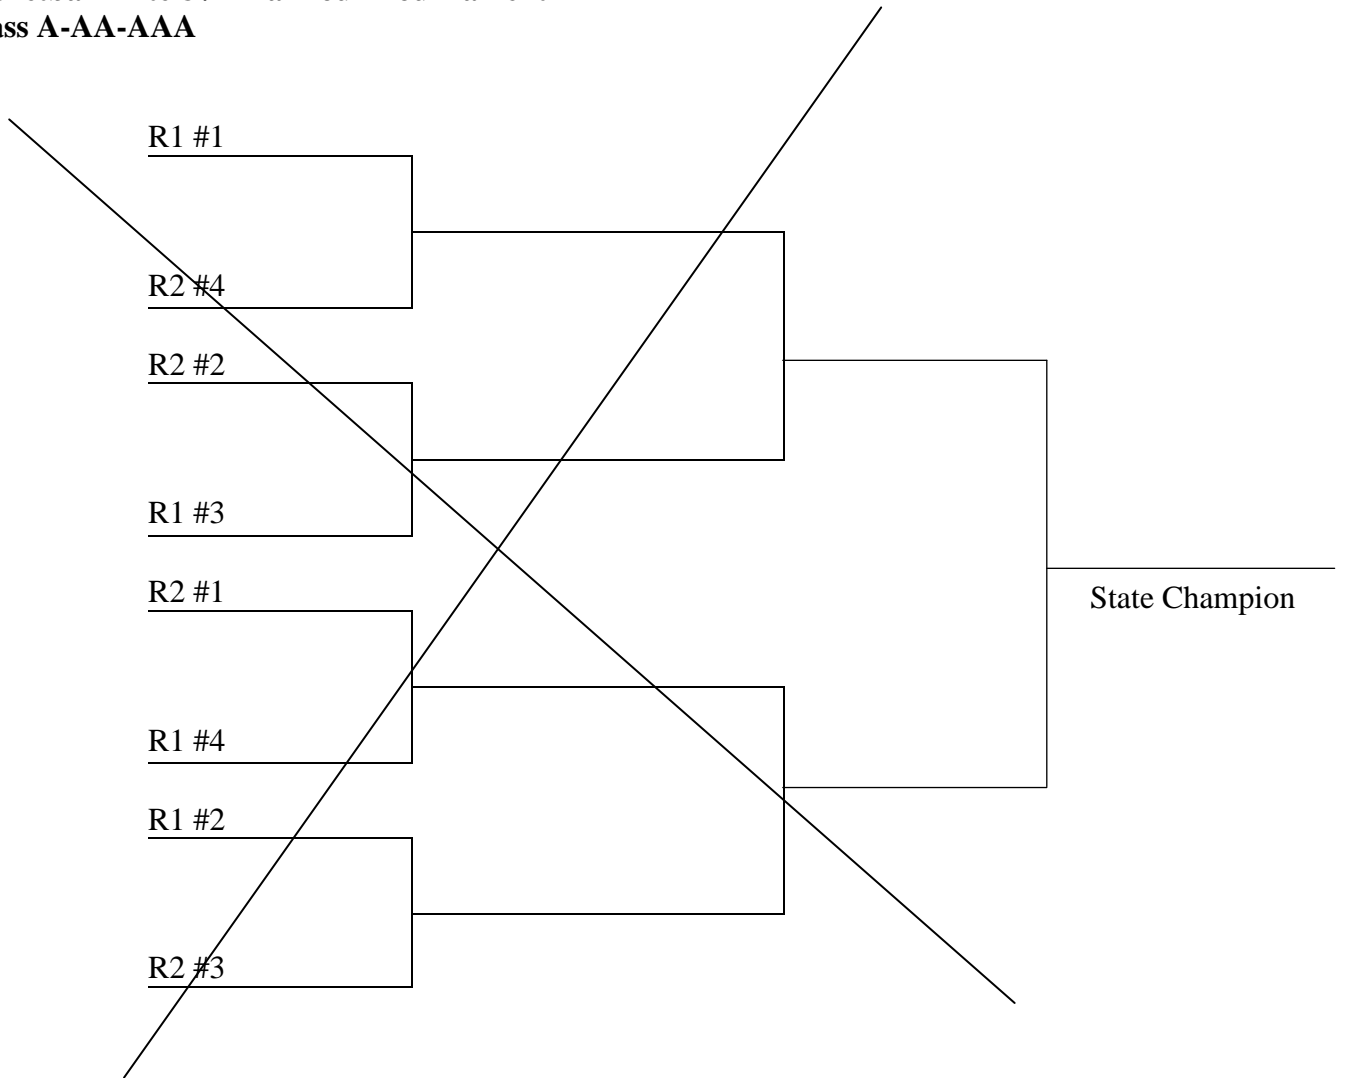 A-AA-AAA
R1 #1
R2 #4
R2 #2
R1 #3
R2 #1
State Champion
R1 #4
R1 #2
R2 #3